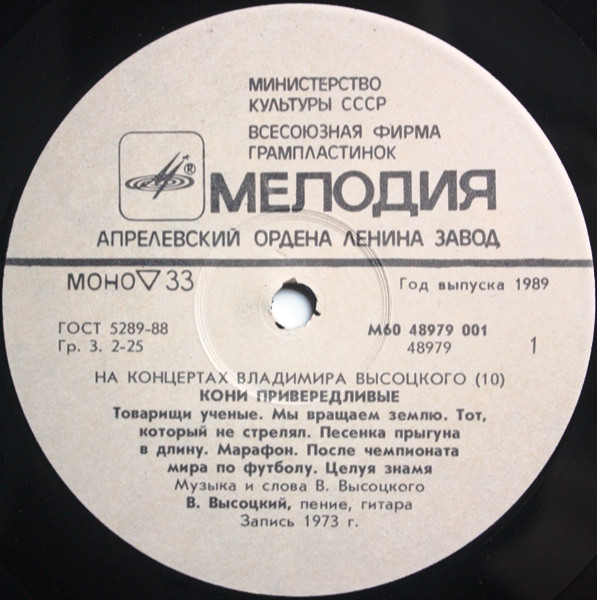 МИНИСТЕРСТВО
КУЛЬТУРЫ СССР
ВСЕСОЮЗНАЯ ФИРМА
ГРАМПЛАСТИНОК
®
МЕЛОДИЯ
АПРЕЛЕВСКИЙ ОРДЕНА ЛЕНИНА ЗАВОД
МОНО▽33
Год выпуска 1989
ГОСТ 5289-88
Гр. 3. 2-25
М60 48979 001
48979
1
НА КОНЦЕРТАХ ВЛАДИМИРА ВЫСОЦКОГО (10)
КОНИ ПРИВЕРЕДЛИВЫЕ
Товарищи ученые. Мы вращаем землю. Тот,
который не стрелял. Песенка прыгуна
в длину. Марафон. После чемпионата
мира по футболу. Целуя знамя
Музыка и слова В. Высоцкого
В. Высоцкий, пение, гитара
Запись 1973 г.